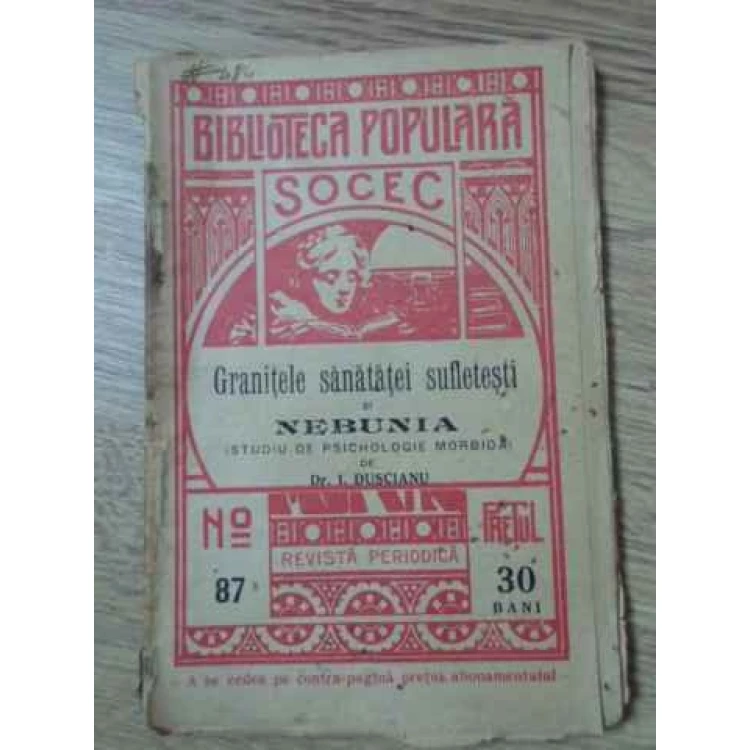 BIBLIOTECA POPULARĂ
SOCEC
Granițele sănătăței sufletești
și
NEBUNIA
(STUDIU DE PSICHOLOGIE MORBIDĂ)
DE
Dr. I. DUSCIANU
No PREȚUL
REVISTĂ PERIODICĂ
87 30
BANI
A se vedea pe contra-pagină prețul abonamentului